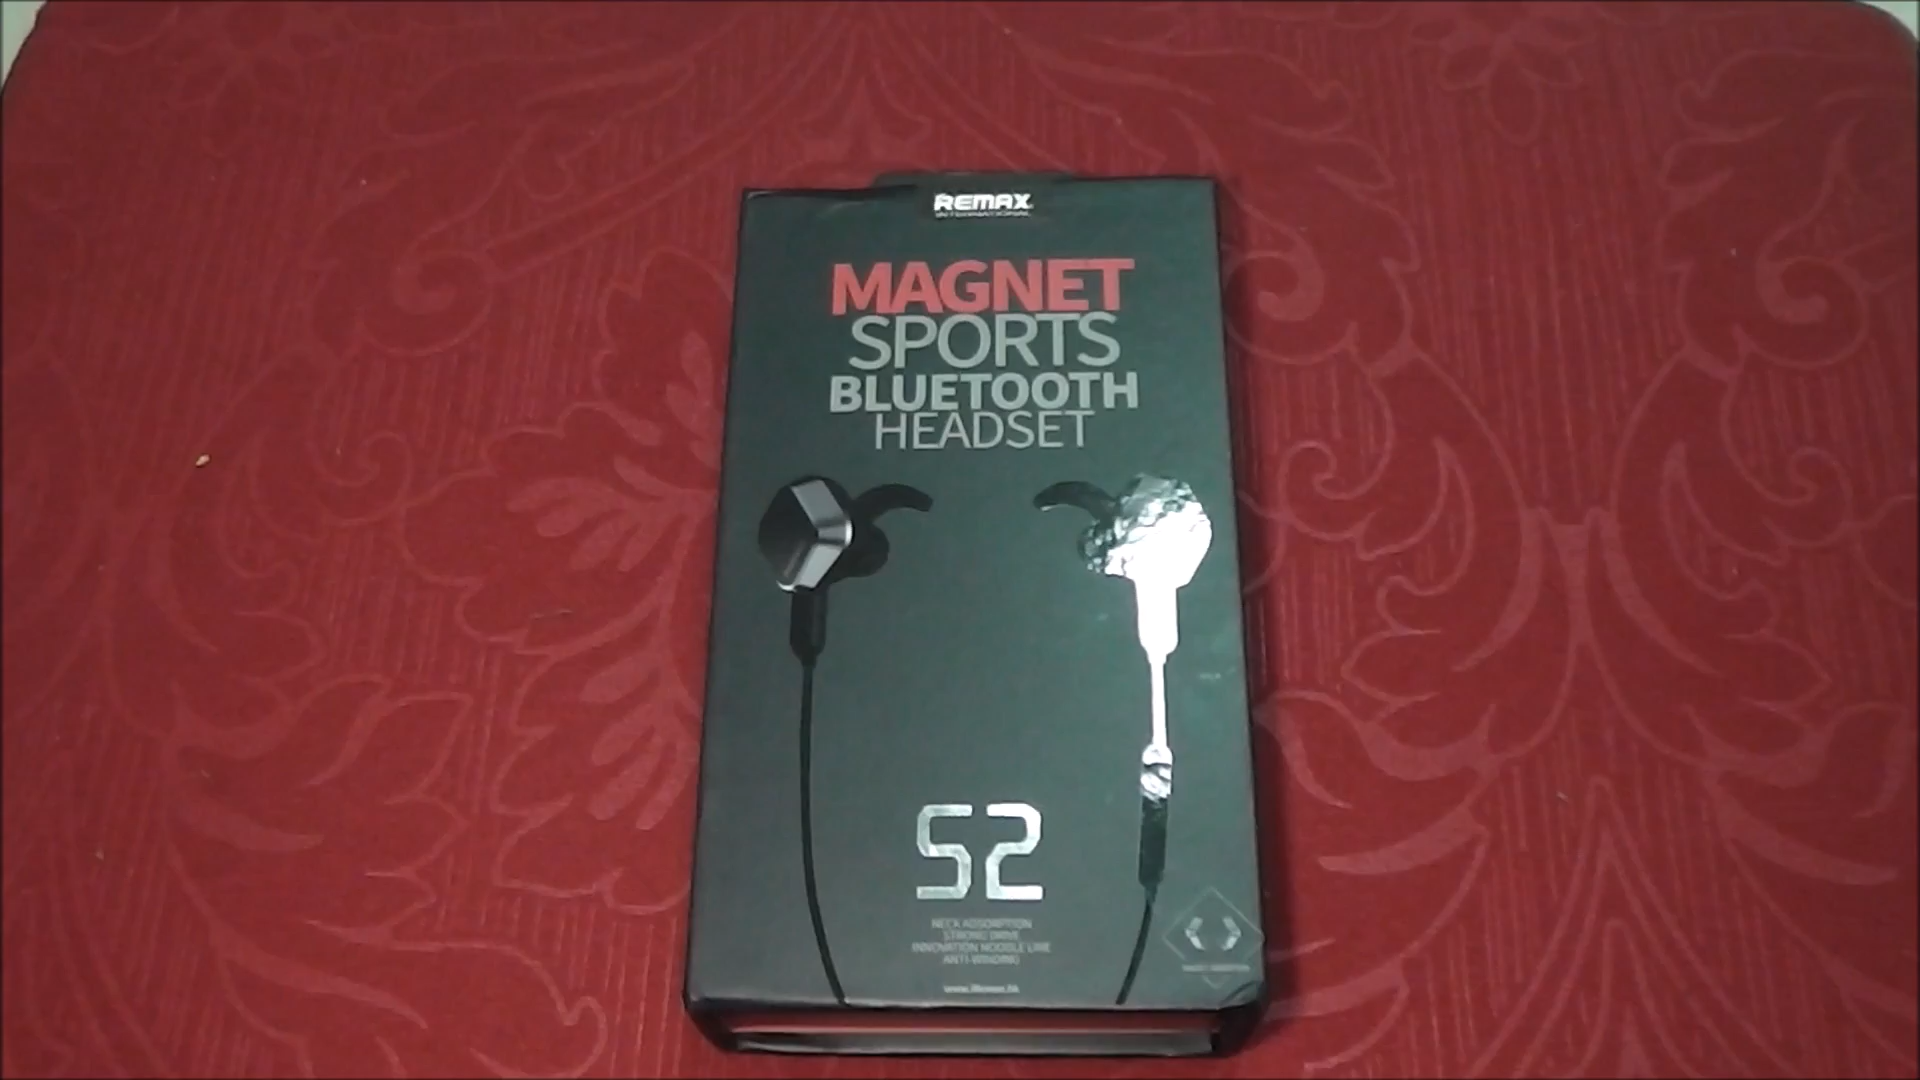 REMAX
INTERNATIONAL
MAGNET
SPORTS
BLUETOOTH
HEADSET
S2
NECK ADSORPTION
STRONG DRIVE
INNOVATION NOODLE LINE
ANTI-WINDING